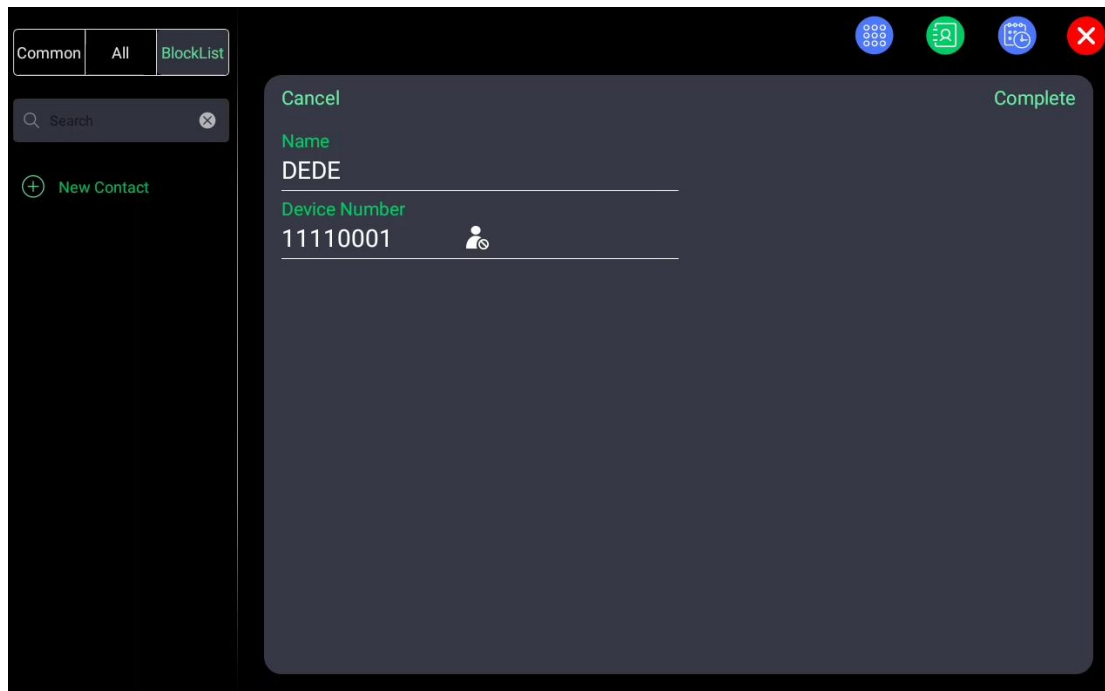 Common All BlockList
Search
New Contact
Cancel Complete
Name
DEDE
Device Number
11110001